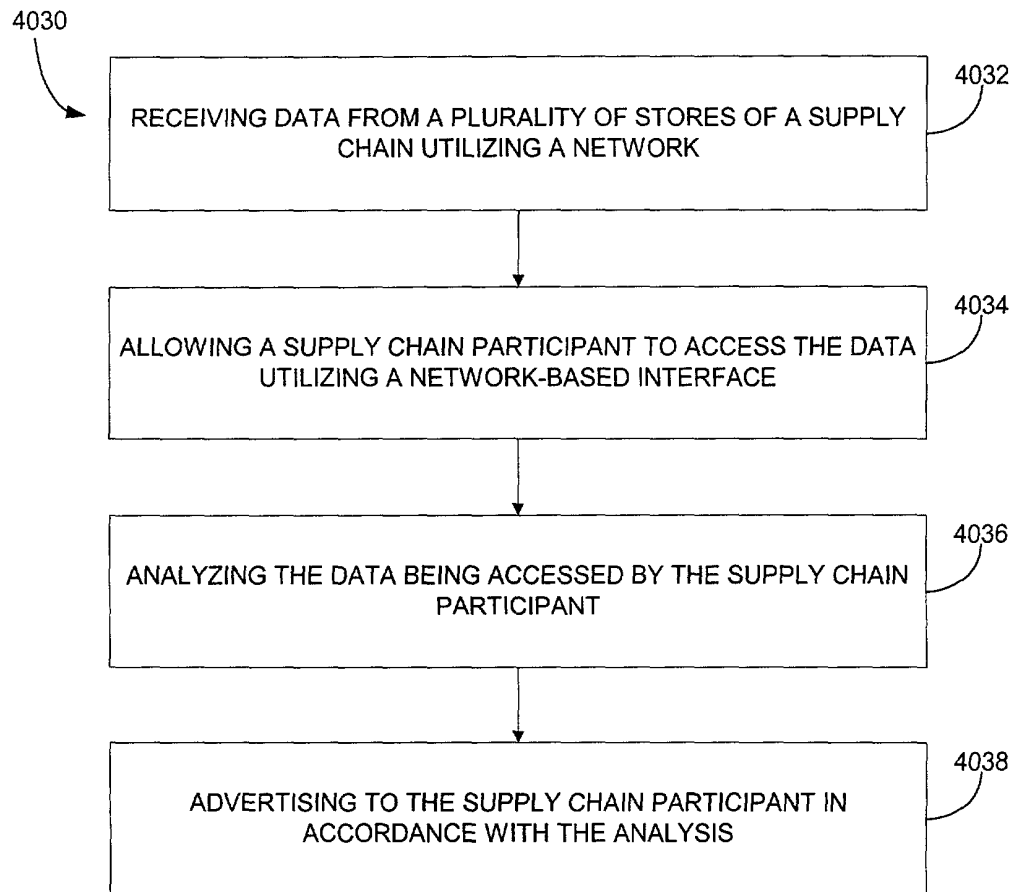 4030
4032
RECEIVING DATA FROM A PLURALITY OF STORES OF A SUPPLY
CHAIN UTILIZING A NETWORK
4034
ALLOWING A SUPPLY CHAIN PARTICIPANT TO ACCESS THE DATA
UTILIZING A NETWORK-BASED INTERFACE
4036
ANALYZING THE DATA BEING ACCESSED BY THE SUPPLY CHAIN
PARTICIPANT
4038
ADVERTISING TO THE SUPPLY CHAIN PARTICIPANT IN
ACCORDANCE WITH THE ANALYSIS